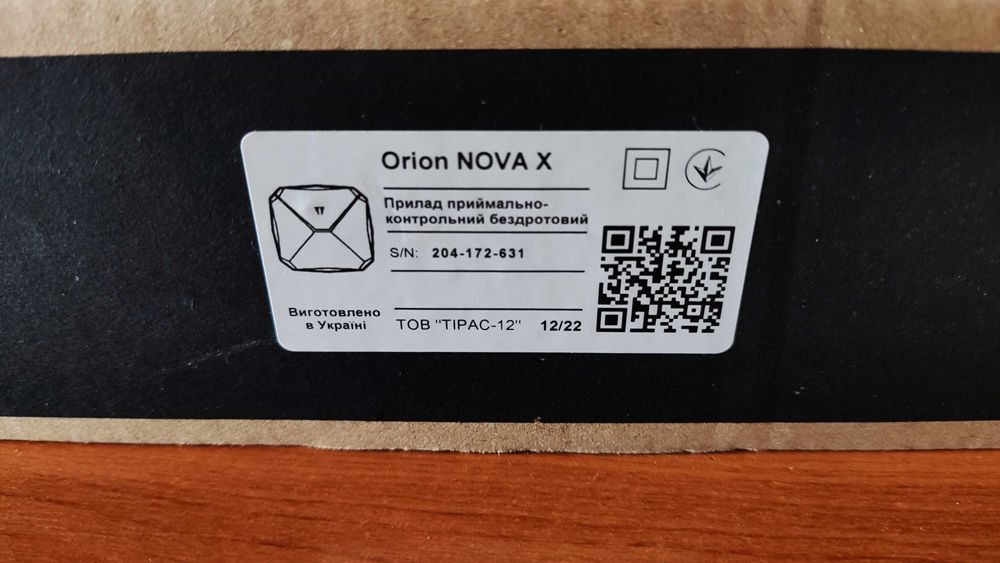 Orion NOVA X
Прилад приймально-
контрольний бездротовий
S/N: 204-172-631
Виготовлено
в Україні
ТОВ "ТІРАС-12" 12/22